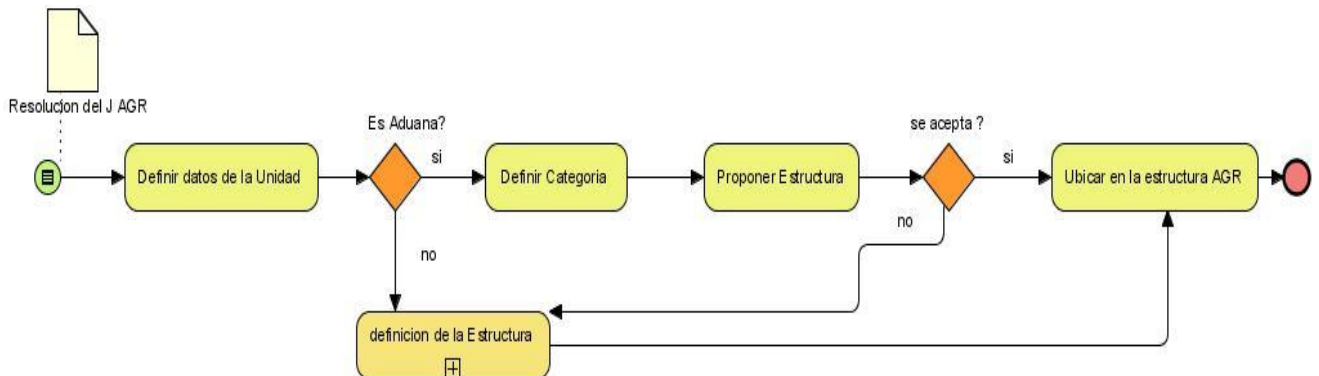 Resolucion del J AGR
Es Aduana?
se acepta ?
si
si
Definir datos de la Unidad
Definir Categoria
Proponer Estructura
Ubicar en la estructura AGR
no
no
definicion de la Estructura